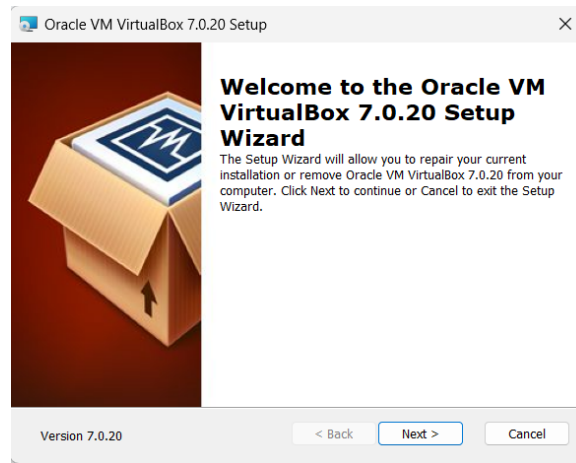 Oracle VM VirtualBox 7.0.20 Setup
Welcome to the Oracle VM
VirtualBox 7.0.20 Setup
Wizard
The Setup Wizard will allow you to repair your current
installation or remove Oracle VM VirtualBox 7.0.20 from your
computer. Click Next to continue or Cancel to exit the Setup
Wizard.
Version 7.0.20
< Back
Next >
Cancel